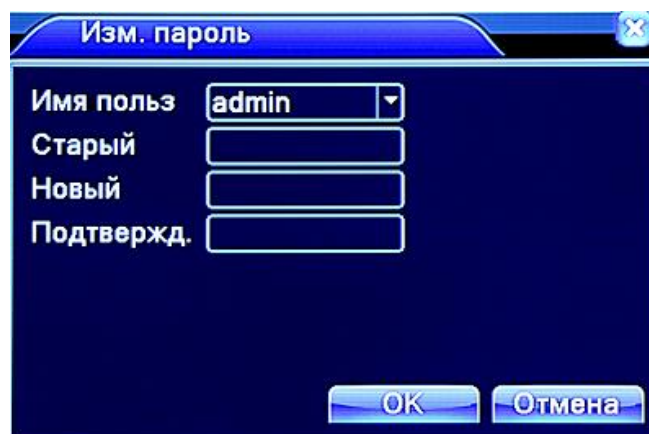 Изм. пароль
Имя польз admin
Старый
Новый
Подтвержд.
OK Отмена